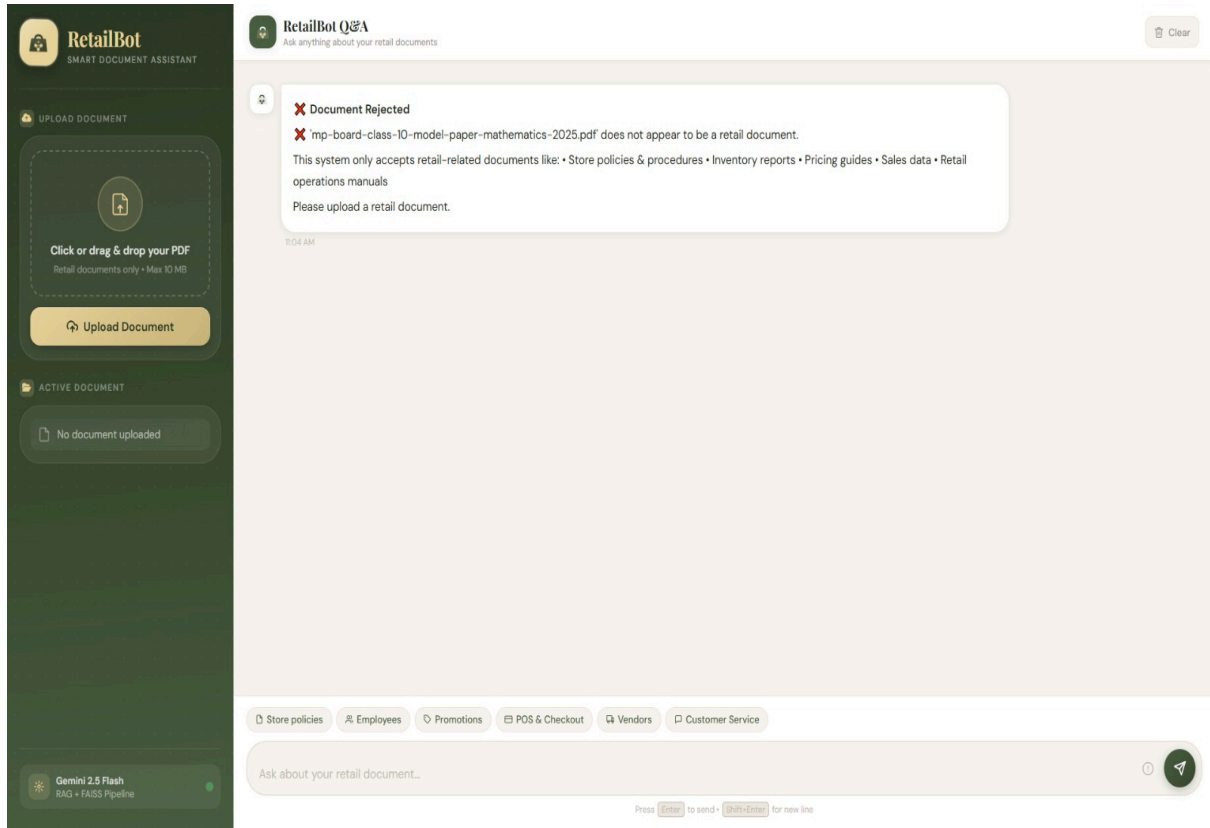 RetailBot
SMART DOCUMENT ASSISTANT
UPLOAD DOCUMENT
Click or drag & drop your PDF
Retail documents only • Max 10 MB
Upload Document
ACTIVE DOCUMENT
No document uploaded
Gemini 2.5 Flash
RAG + FAISS Pipeline
RetailBot Q&A
Ask anything about your retail documents
Clear
❌ Document Rejected
❌ 'mp-board-class-10-model-paper-mathematics-2025.pdf' does not appear to be a retail document.
This system only accepts retail-related documents like: • Store policies & procedures • Inventory reports • Pricing guides • Sales data • Retail
operations manuals
Please upload a retail document.
11:04 AM
Store policies
Employees
Promotions
POS & Checkout
Vendors
Customer Service
Ask about your retail document...
Press Enter to send • Shift+Enter for new line